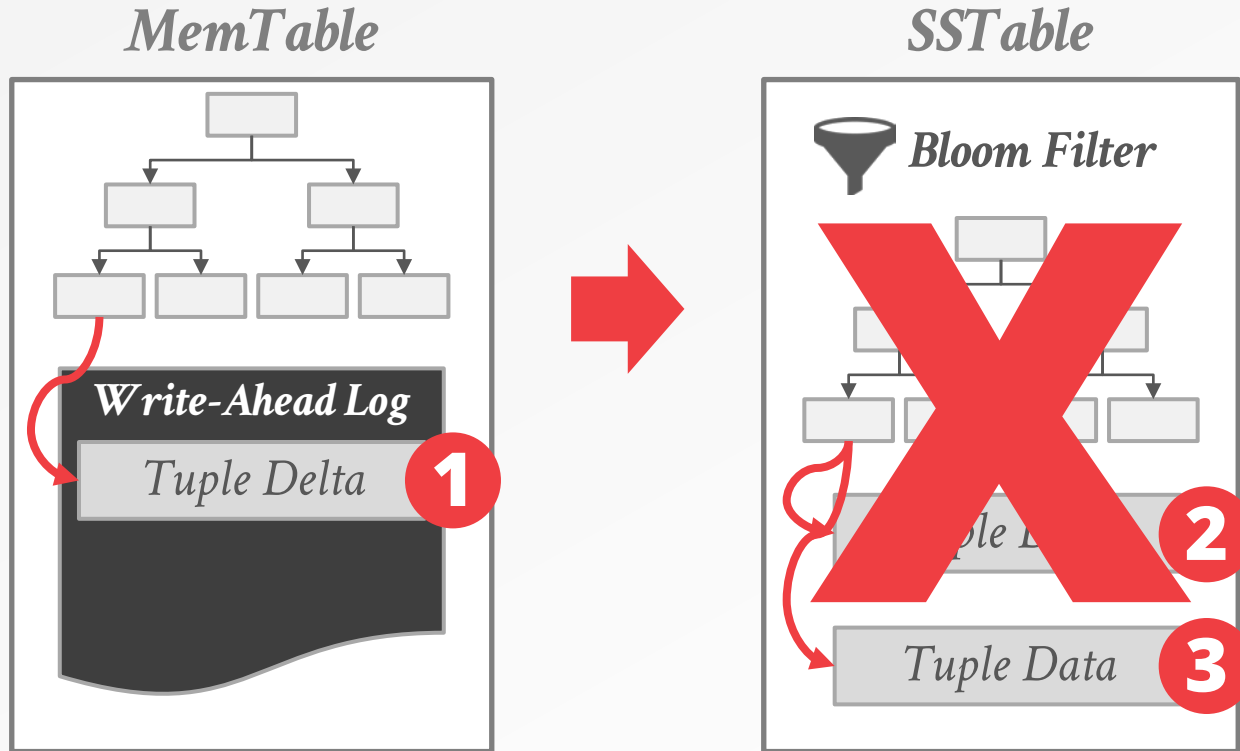 MemTable
SSTable
Bloom Filter
Write-Ahead Log
Tuple Delta
1
2
Tuple Data
3